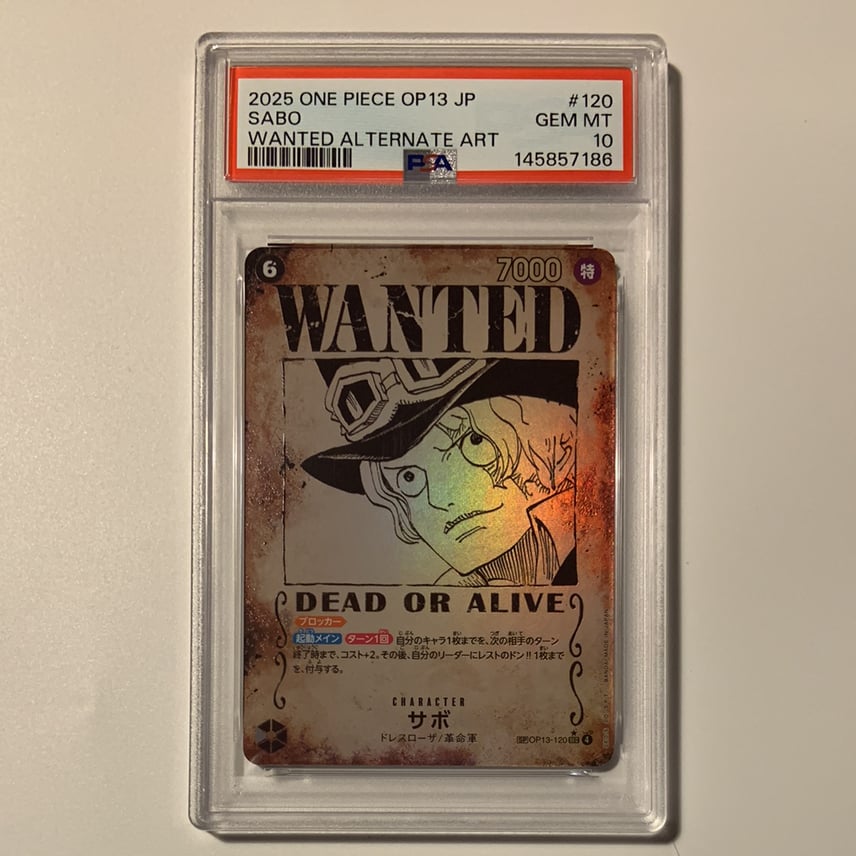 2025 ONE PIECE OP13 JP #120
SABO GEM MT
WANTED ALTERNATE ART 10
PSA 145857186
6 7000 特
WANTED
DEAD OR ALIVE
ブロッカー
起動メイン ターン1回 自分のキャラ1枚までを、次の相手のターン
終了時まで、コスト+2。その後、自分のリーダーにレストのドン!!1枚まで
を、付与する。
CHARACTER
サボ
ドレスローザ/革命軍
OP13-120 4